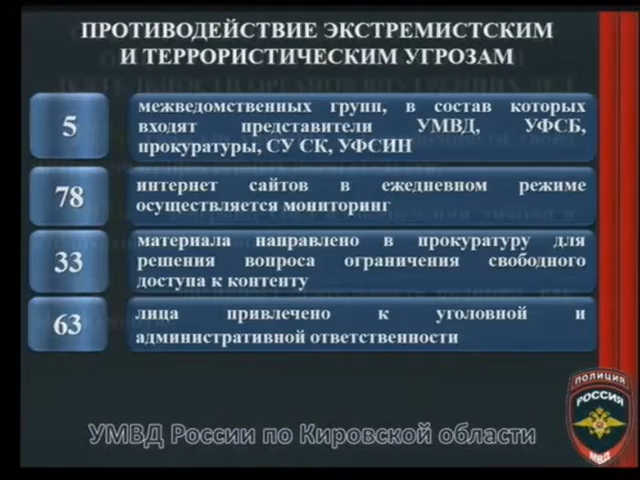 ПРОТИВОДЕЙСТВИЕ ЭКСТРЕМИСТСКИМ
И ТЕРРОРИСТИЧЕСКИМ УГРОЗАМ
5
межведомственных групп, в состав которых
входят представители УМВД, УФСБ,
прокуратуры, СУ СК, УФСИН
78
интернет сайтов в ежедневном режиме
осуществляется мониторинг
33
материала направлено в прокуратуру для
решения вопроса ограничения свободного
доступа к контенту
63
лица привлечено к уголовной и
административной ответственности
УМВД России по Кировской области
ПОЛИЦИЯ
РОССИЯ
МВД